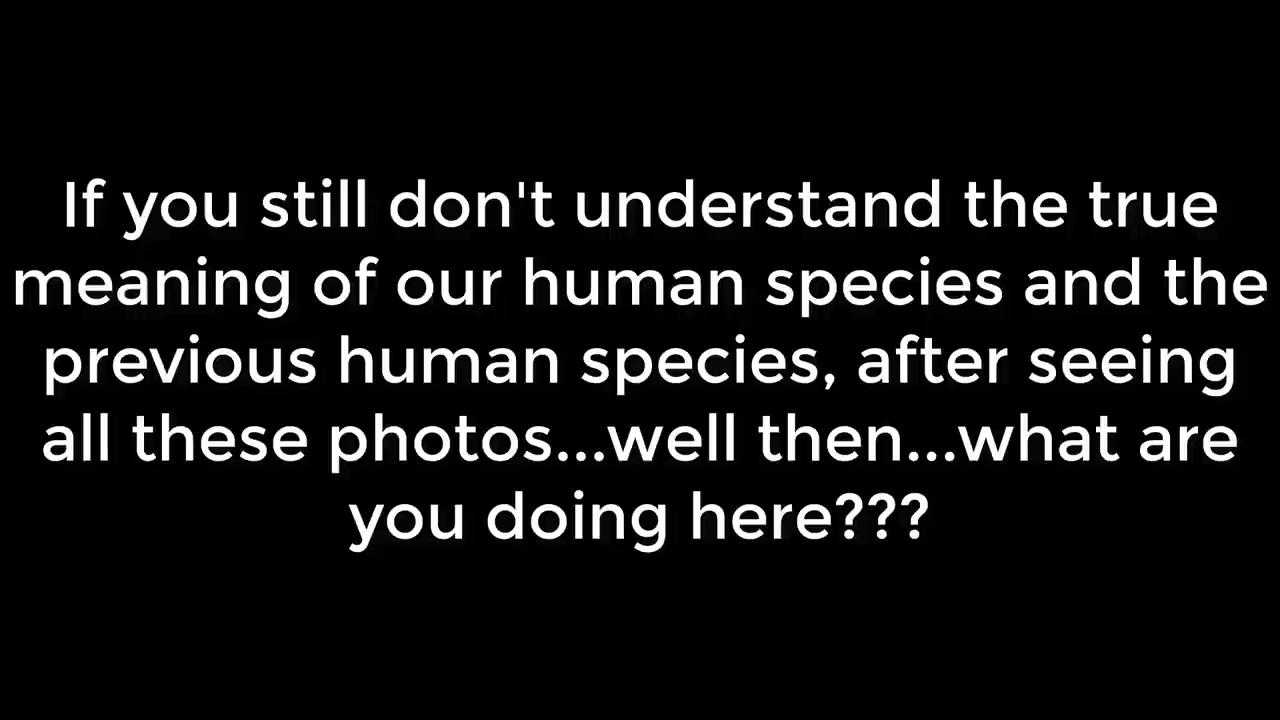 If you still don't understand the true
meaning of our human species and the
previous human species, after seeing
all these photos...well then...what are
you doing here???